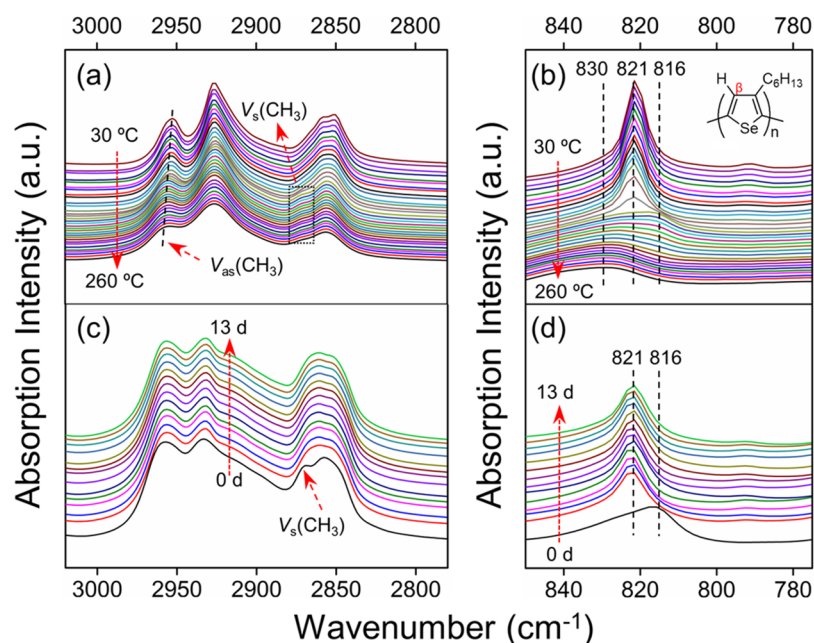 3000 2950 2900 2850 840 820 800 780
(a)
Vs(CH3)
30 ºC
260 ºC
Vas(CH3)
(b)
830 821 816
H β C6H13
Se n
30 ºC
260 ºC
(c)
13 d
0 d
Vs(CH3)
(d)
821 816
13 d
0 d
3000 2950 2900 2850 840 820 800 780
Absorption Intensity (a.u.)
Absorption Intensity (a.u.)
Wavenumber (cm-1)